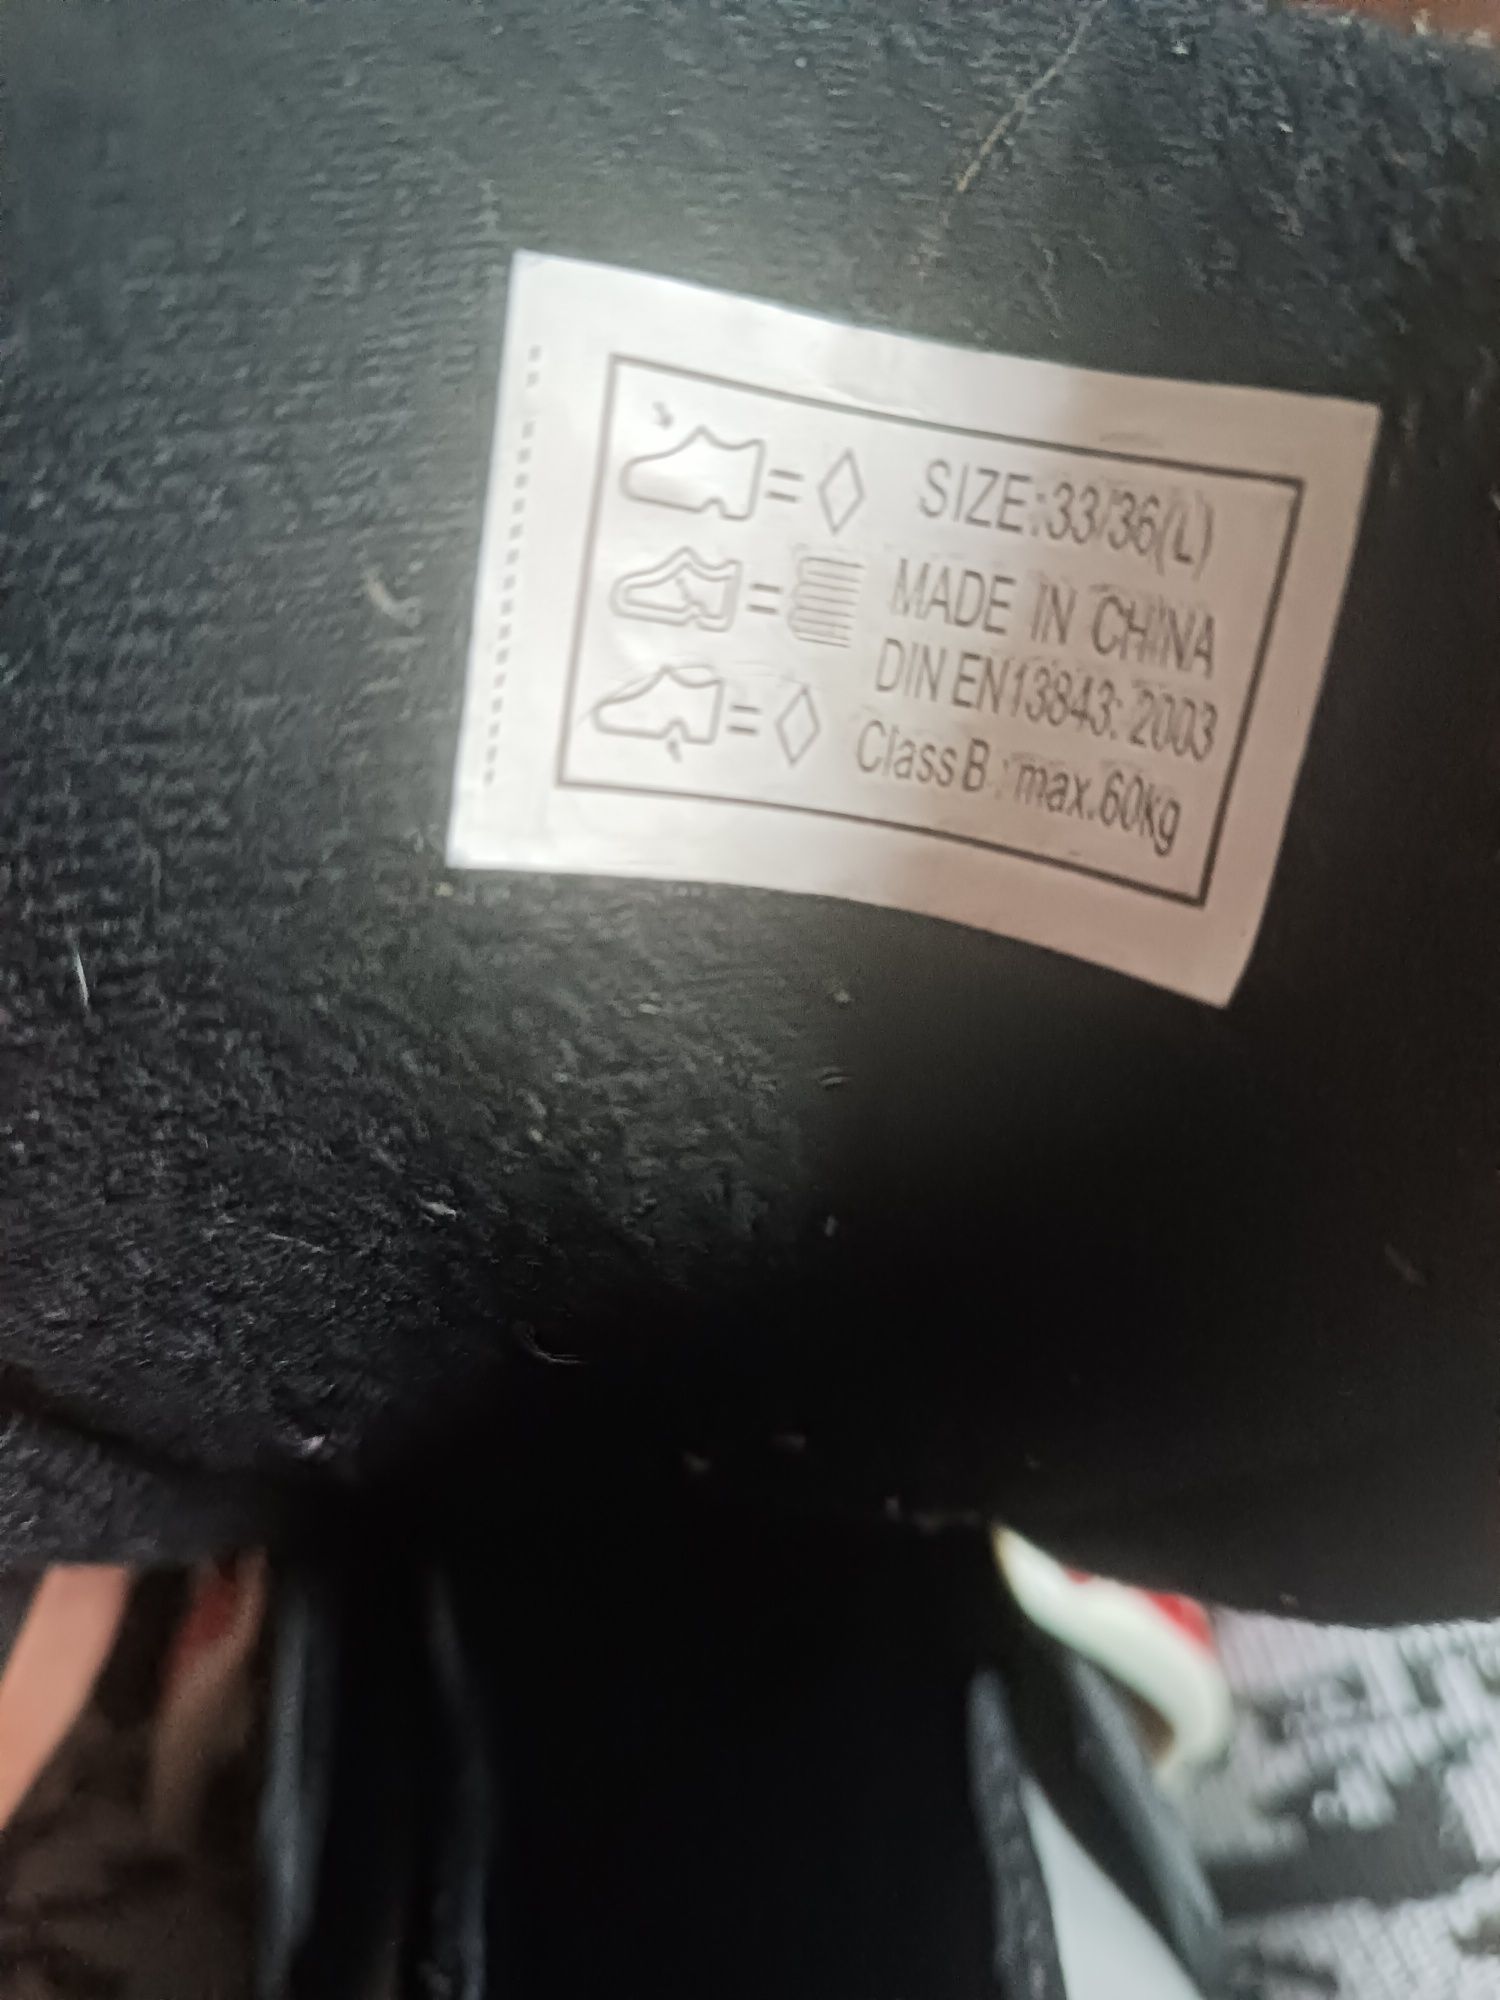 SIZE:33/36(L)
MADE IN CHINA
DIN EN13843: 2003
Class B : max.60kg